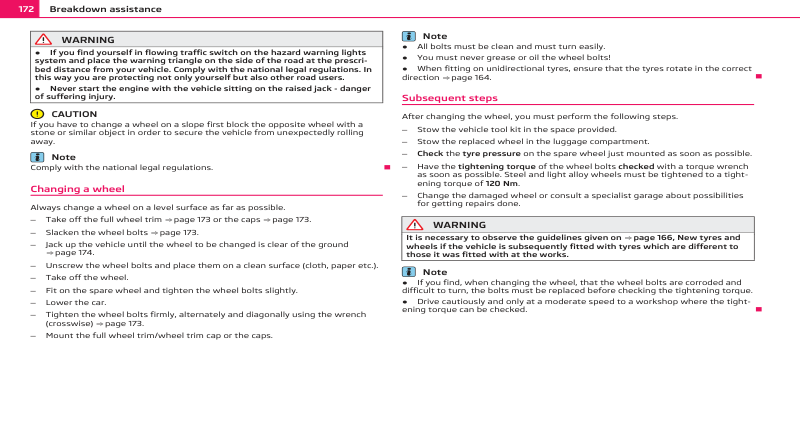 172 Breakdown assistance
WARNING
• If you find yourself in flowing traffic switch on the hazard warning lights
system and place the warning triangle on the side of the road at the prescri-
bed distance from your vehicle. Comply with the national legal regulations. In
this way you are protecting not only yourself but also other road users.
• Never start the engine with the vehicle sitting on the raised jack - danger
of suffering injury.
CAUTION
If you have to change a wheel on a slope first block the opposite wheel with a
stone or similar object in order to secure the vehicle from unexpectedly rolling
away.
Note
Comply with the national legal regulations.
Changing a wheel
Always change a wheel on a level surface as far as possible.
– Take off the full wheel trim ⇒ page 173 or the caps ⇒ page 173.
– Slacken the wheel bolts ⇒ page 173.
– Jack up the vehicle until the wheel to be changed is clear of the ground
⇒ page 174.
– Unscrew the wheel bolts and place them on a clean surface (cloth, paper etc.).
– Take off the wheel.
– Fit on the spare wheel and tighten the wheel bolts slightly.
– Lower the car.
– Tighten the wheel bolts firmly, alternately and diagonally using the wrench
(crosswise) ⇒ page 173.
– Mount the full wheel trim/wheel trim cap or the caps.
Note
• All bolts must be clean and must turn easily.
• You must never grease or oil the wheel bolts!
• When fitting on unidirectional tyres, ensure that the tyres rotate in the correct
direction ⇒ page 164.
Subsequent steps
After changing the wheel, you must perform the following steps.
– Stow the vehicle tool kit in the space provided.
– Stow the replaced wheel in the luggage compartment.
– Check the tyre pressure on the spare wheel just mounted as soon as possible.
– Have the tightening torque of the wheel bolts checked with a torque wrench
as soon as possible. Steel and light alloy wheels must be tightened to a tight-
ening torque of 120 Nm.
– Change the damaged wheel or consult a specialist garage about possibilities
for getting repairs done.
WARNING
It is necessary to observe the guidelines given on ⇒ page 166, New tyres and
wheels if the vehicle is subsequently fitted with tyres which are different to
those it was fitted with at the works.
Note
• If you find, when changing the wheel, that the wheel bolts are corroded and
difficult to turn, the bolts must be replaced before checking the tightening torque.
• Drive cautiously and only at a moderate speed to a workshop where the tight-
ening torque can be checked.